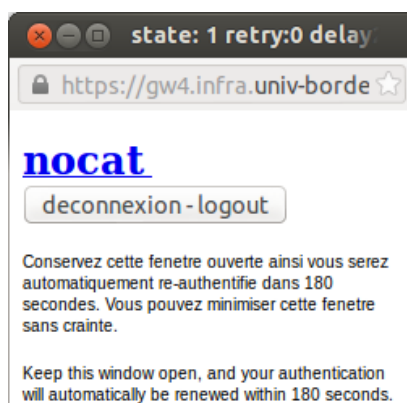 state: 1 retry:0 delay
https://gw4.infra.univ-borde
nocat
deconnexion - logout
Conservez cette fenetre ouverte ainsi vous serez
automatiquement re-authentifie dans 180
secondes. Vous pouvez minimiser cette fenetre
sans crainte.
Keep this window open, and your authentication
will automatically be renewed within 180 seconds.